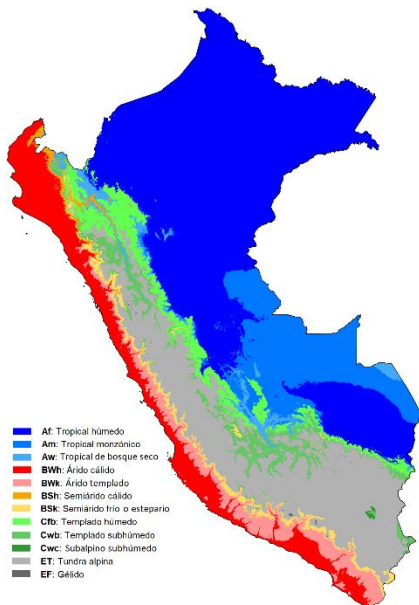 Af: Tropical húmedo
Am: Tropical monzónico
Aw: Tropical de bosque seco
BWh: Árido cálido
BWk: Árido templado
BSh: Semiárido cálido
BSk: Semiárido frío o estepario
Cfb: Templado húmedo
Cwb: Templado subhúmedo
Cwc: Subalpino subhúmedo
ET: Tundra alpina
EF: Gélido